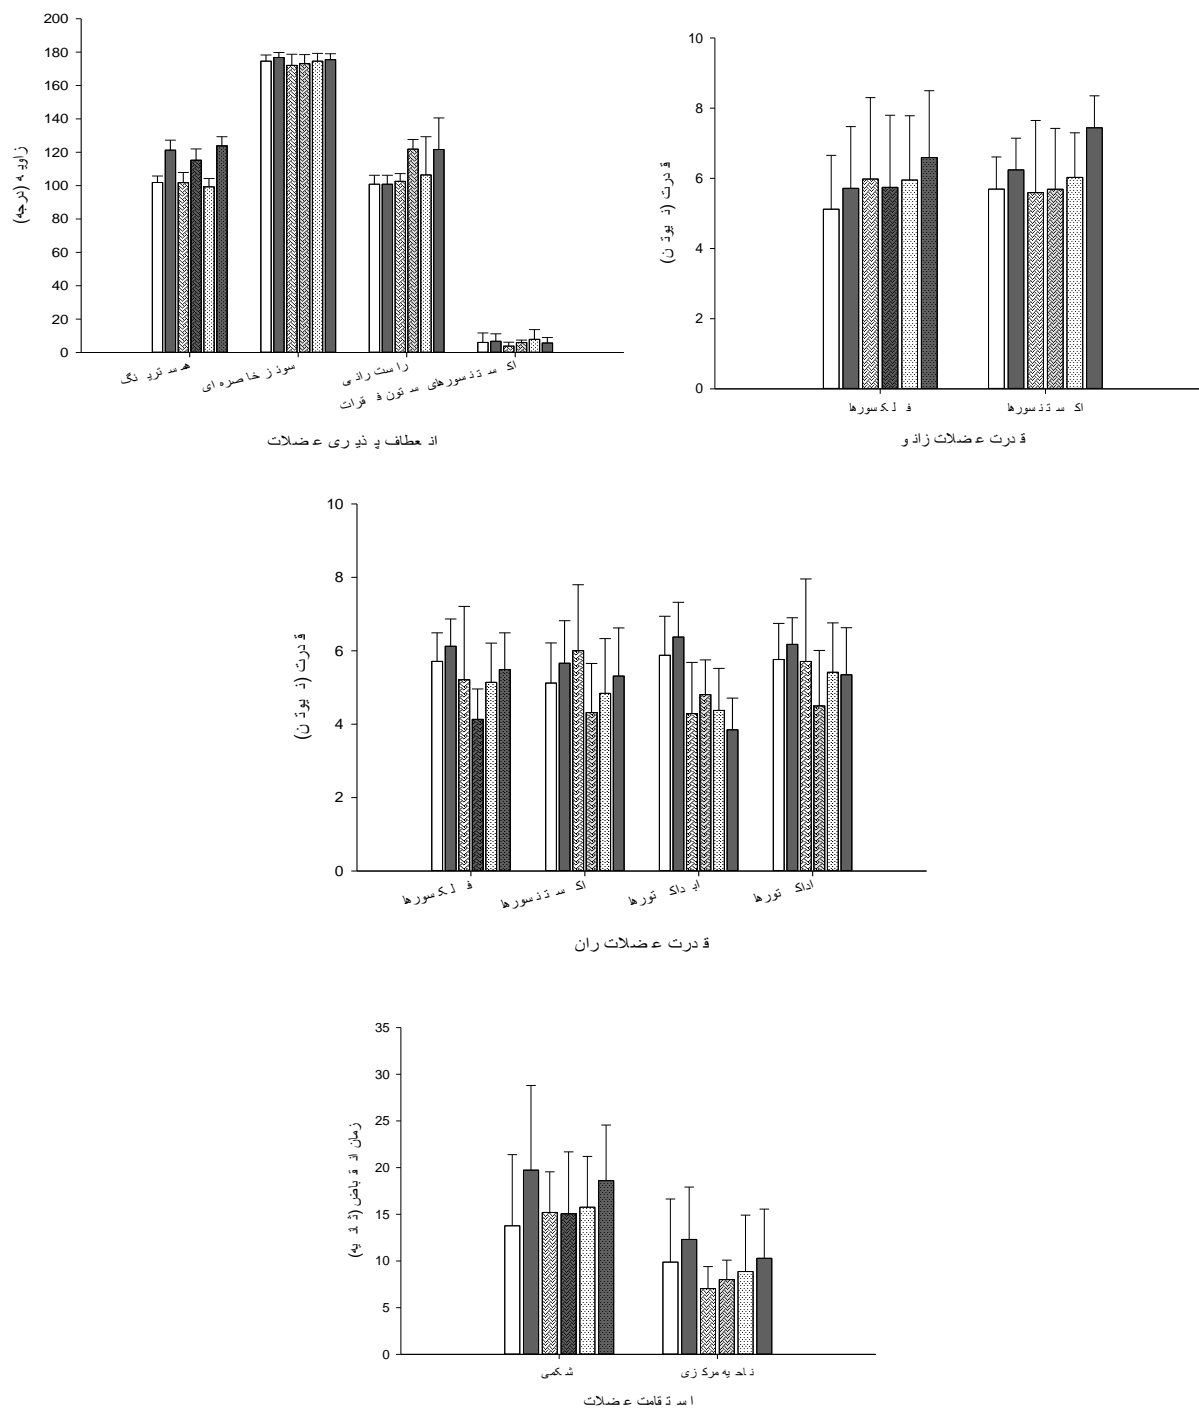 200
180
160
140
120
100
80
60
40
20
0
زاویه (درجه)
همسترینگ
سوئز خاصره ای
راست رانی
اکستنسورهای ستون فقرات
انعطاف پذیری عضلات
10
8
6
4
2
0
قدرت (نیوتن)
فلکسورها
اکستنسورها
قدرت عضلات زانو
10
8
6
4
2
0
قدرت (نیوتن)
فلکسورها
اکستنسورها
ابداکتورها
اداکتورها
قدرت عضلات ران
35
30
25
20
15
10
5
0
زمان انقباض (ثانیه)
شکمی
ناحیه مرکزی
استقامت عضلات